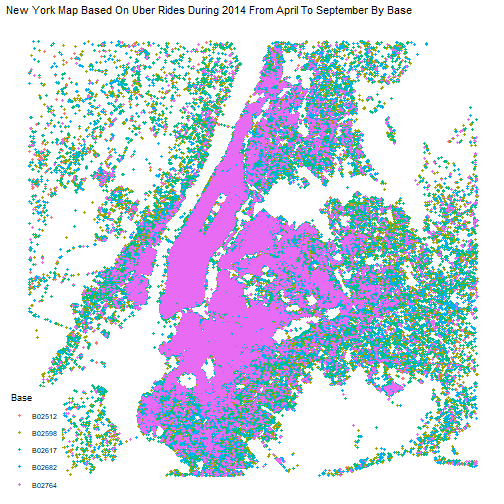 New York Map Based On Uber Rides During 2014 From April To September By Base
Base
B02512
B02598
B02617
B02682
B02764